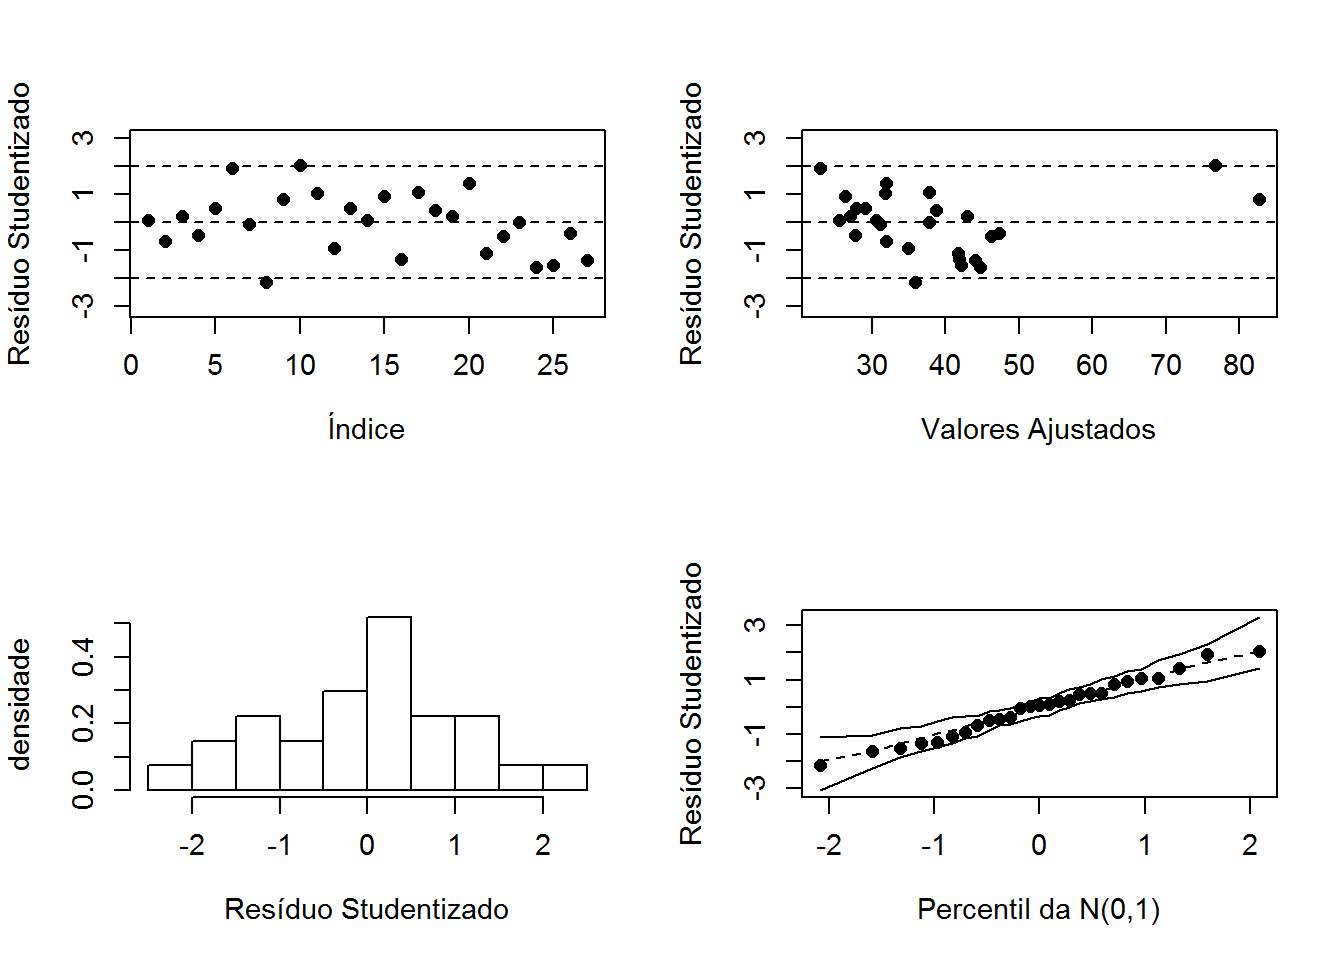 Resíduo Studentizado
3
1
-1
-3
0 5 10 15 20 25
Índice
Resíduo Studentizado
3
1
-1
-3
30 40 50 60 70 80
Valores Ajustados
densidade
0.4
0.2
0.0
-2 -1 0 1 2
Resíduo Studentizado
Resíduo Studentizado
3
1
-1
-3
-2 -1 0 1 2
Percentil da N(0,1)